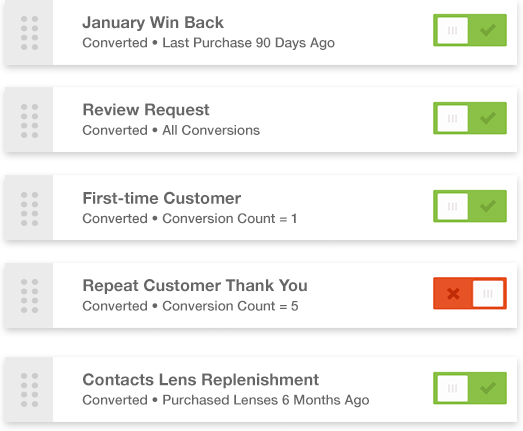 January Win Back
Converted • Last Purchase 90 Days Ago
Review Request
Converted • All Conversions
First-time Customer
Converted • Conversion Count = 1
Repeat Customer Thank You
Converted • Conversion Count = 5
Contacts Lens Replenishment
Converted • Purchased Lenses 6 Months Ago